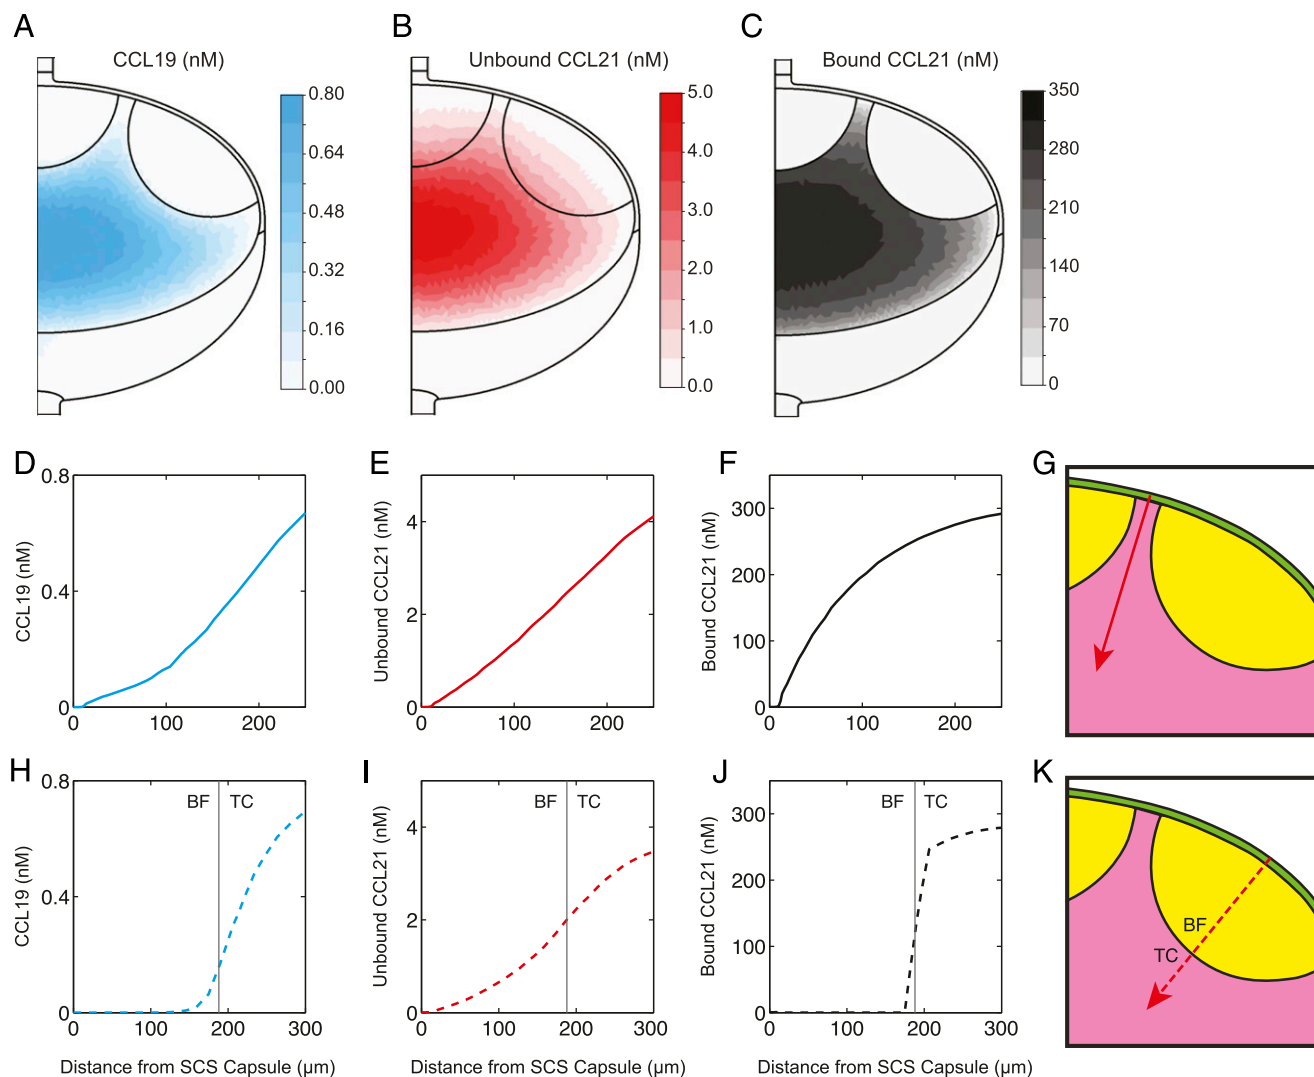 A
CCL19 (nM)
0.80
0.64
0.48
0.32
0.16
0.00
B
Unbound CCL21 (nM)
5.0
4.0
3.0
2.0
1.0
0.0
C
Bound CCL21 (nM)
350
280
210
140
70
0
D
CCL19 (nM)
0.8
0.4
0
0 100 200
E
Unbound CCL21 (nM)
4
2
0
0 100 200
F
Bound CCL21 (nM)
300
200
100
0
0 100 200
G
H
CCL19 (nM)
0.8
0.4
0
BF TC
0 100 200 300
Distance from SCS Capsule (μm)
I
Unbound CCL21 (nM)
4
2
0
BF TC
0 100 200 300
Distance from SCS Capsule (μm)
J
Bound CCL21 (nM)
300
200
100
0
BF TC
0 100 200 300
Distance from SCS Capsule (μm)
K
BF
TC